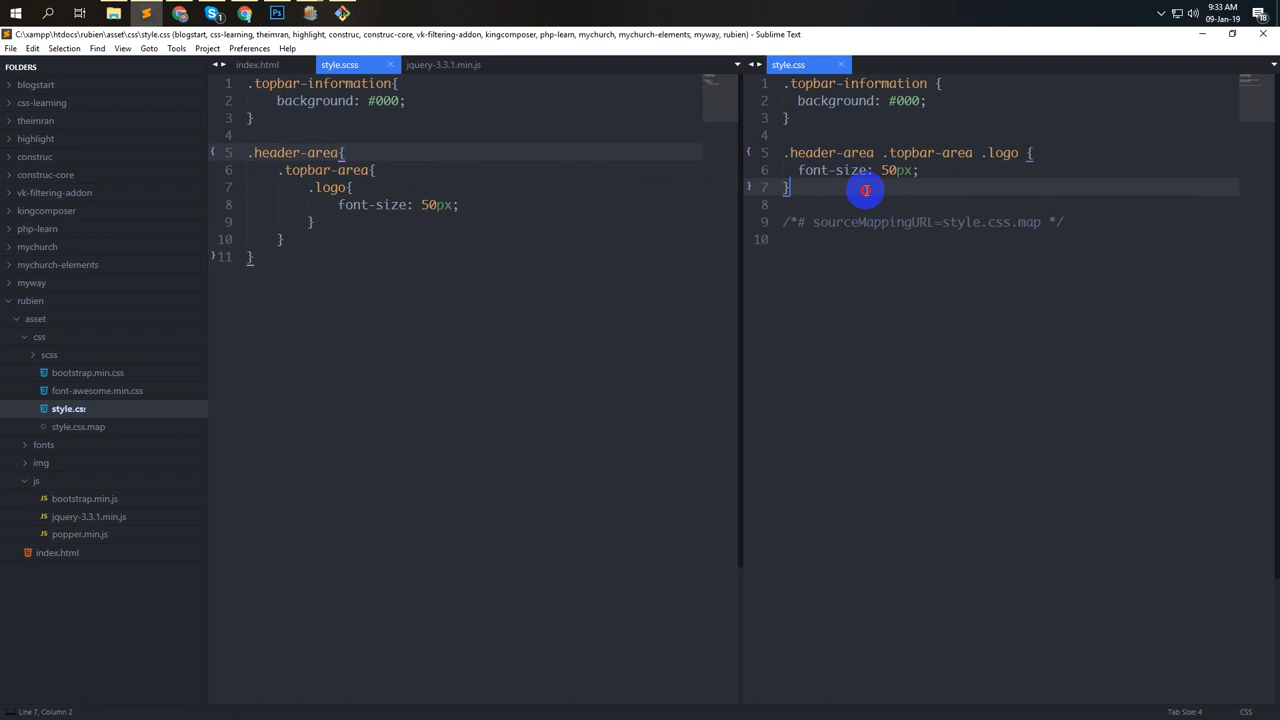 9:33 AM
09-Jan-19
18
1
C:\xampp\htdocs\rubien\asset\css\style.css (blogstart, css-learning, theimran, highlight, construc, construc-core, vk-filtering-addon, kingcomposer, php-learn, mychurch, mychurch-elements, myway, rubien) - Sublime Text
File Edit Selection Find View Goto Tools Project Preferences Help
FOLDERS
blogstart
css-learning
theimran
highlight
construc
construc-core
vk-filtering-addon
kingcomposer
php-learn
mychurch
mychurch-elements
myway
rubien
asset
css
scss
bootstrap.min.css
font-awesome.min.css
style.css
style.css.map
fonts
img
js
JS bootstrap.min.js
JS jquery-3.3.1.min.js
JS popper.min.js
index.html
index.html style.scss jquery-3.3.1.min.js
1 .topbar-information{
2 background: #000;
3 }
4
5 .header-area{
6 .topbar-area{
7 .logo{
8 font-size: 50px;
9 }
10 }
11 }
style.css
1 .topbar-information {
2 background: #000;
3 }
4
5 .header-area .topbar-area .logo {
6 font-size: 50px;
7 }
8
9 /*# sourceMappingURL=style.css.map */
10
Line 7, Column 2
Tab Size: 4
CSS